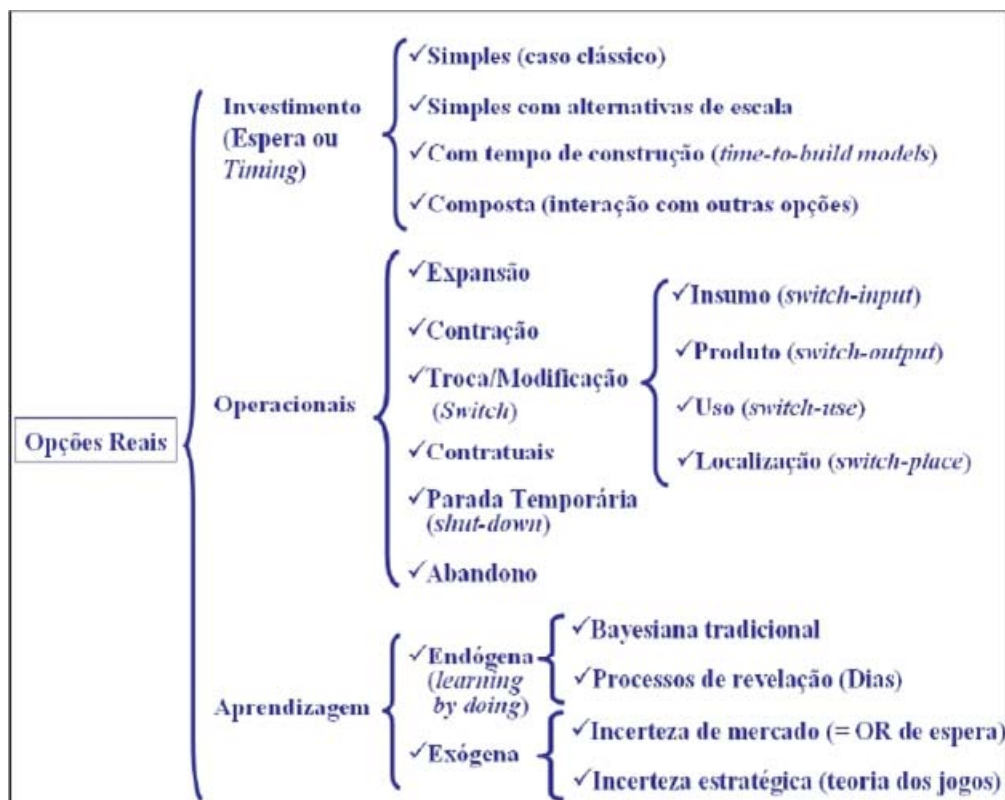 Opções Reais
Investimento
(Espera ou
Timing)
✓Simples (caso clássico)
✓Simples com alternativas de escala
✓Com tempo de construção (time-to-build models)
✓Composta (interação com outras opções)
Operacionais
✓Expansão
✓Contração
✓Troca/Modificação
(Switch)
✓Insumo (switch-input)
✓Produto (switch-output)
✓Uso (switch-use)
✓Localização (switch-place)
✓Contratuais
✓Parada Temporária
(shut-down)
✓Abandono
Aprendizagem
✓Endógena
(learning
by doing)
✓Bayesiana tradicional
✓Processos de revelação (Dias)
✓Exógena
✓Incerteza de mercado (= OR de espera)
✓Incerteza estratégica (teoria dos jogos)